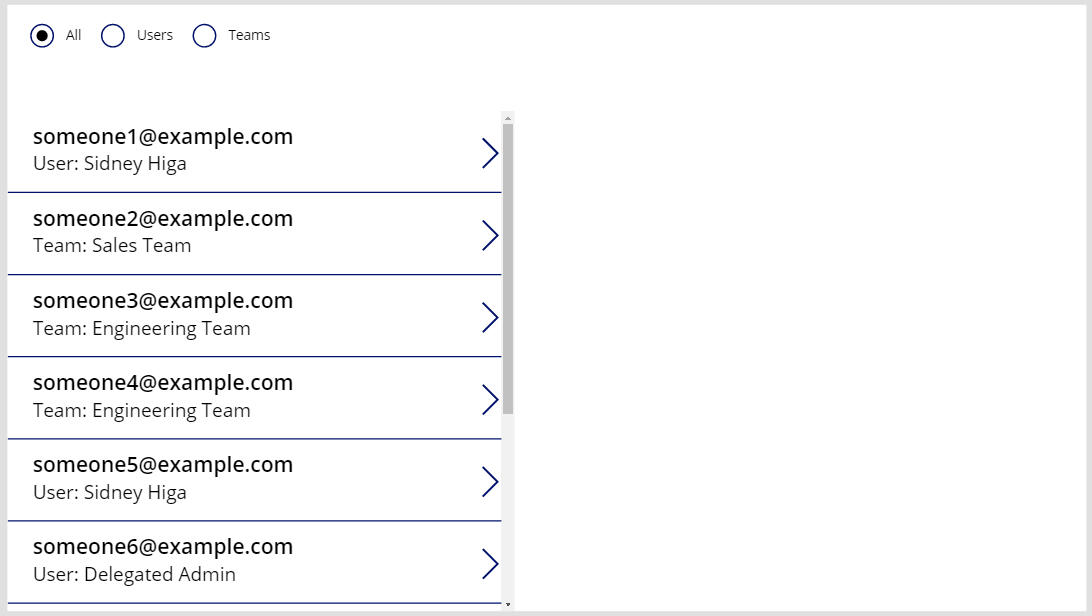 All Users Teams
someone1@example.com
User: Sidney Higa
someone2@example.com
Team: Sales Team
someone3@example.com
Team: Engineering Team
someone4@example.com
Team: Engineering Team
someone5@example.com
User: Sidney Higa
someone6@example.com
User: Delegated Admin